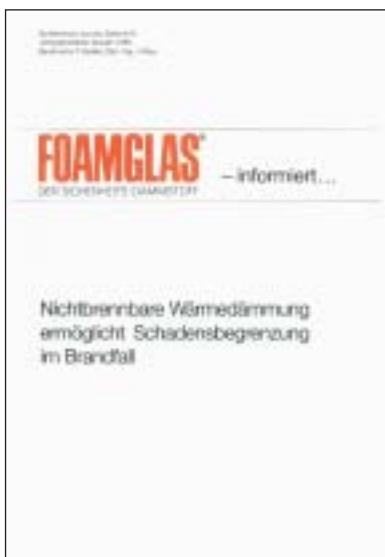 FOAMGLAS®
DER SICHERHEITS DÄMMSTOFF
– informiert...
Nichtbrennbare Wärmedämmung
ermöglicht Schadensbegrenzung
im Brandfall